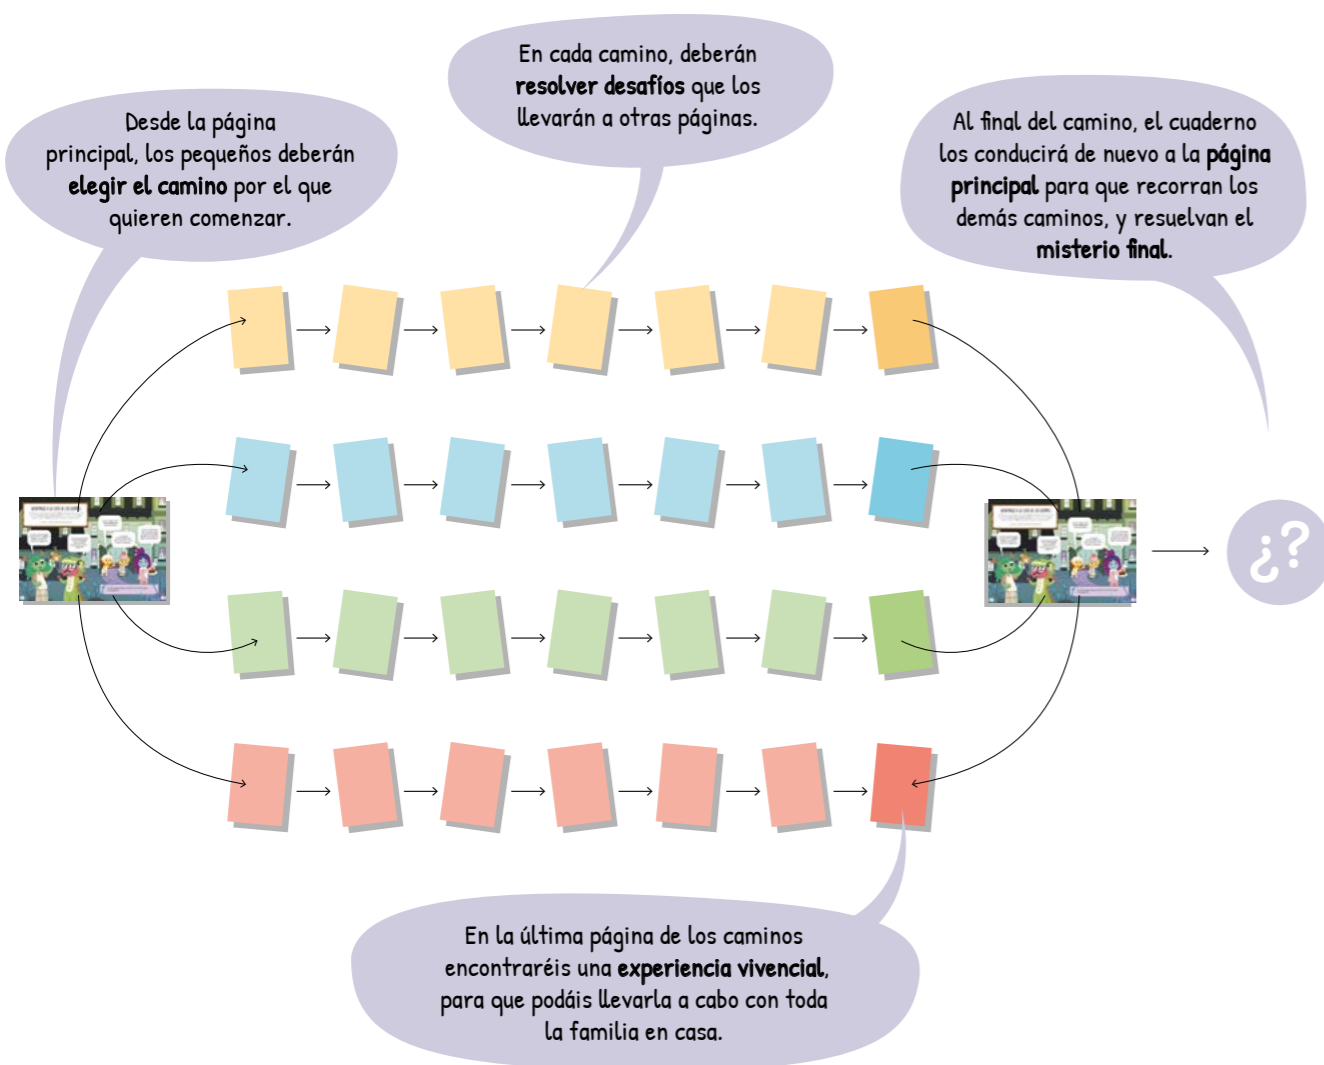 Desde la página
principal, los pequeños deberán
elegir el camino por el que
quieren comenzar.
En cada camino, deberán
resolver desafíos que los
llevarán a otras páginas.
Al final del camino, el cuaderno
los conducirá de nuevo a la página
principal para que recorran los
demás caminos, y resuelvan el
misterio final.
¿?
En la última página de los caminos
encontraréis una experiencia vivencial,
para que podáis llevarla a cabo con toda
la familia en casa.